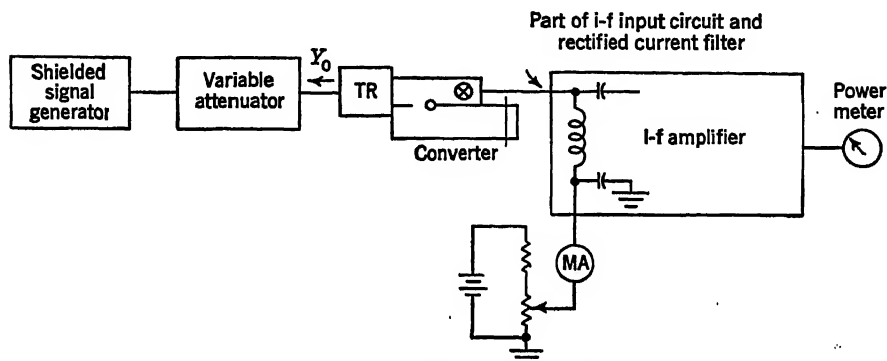 Part of i-f input circuit and
rectified current filter
Shielded
signal
generator
Variable
attenuator
Y₀
TR
Converter
I-f amplifier
Power
meter
MA